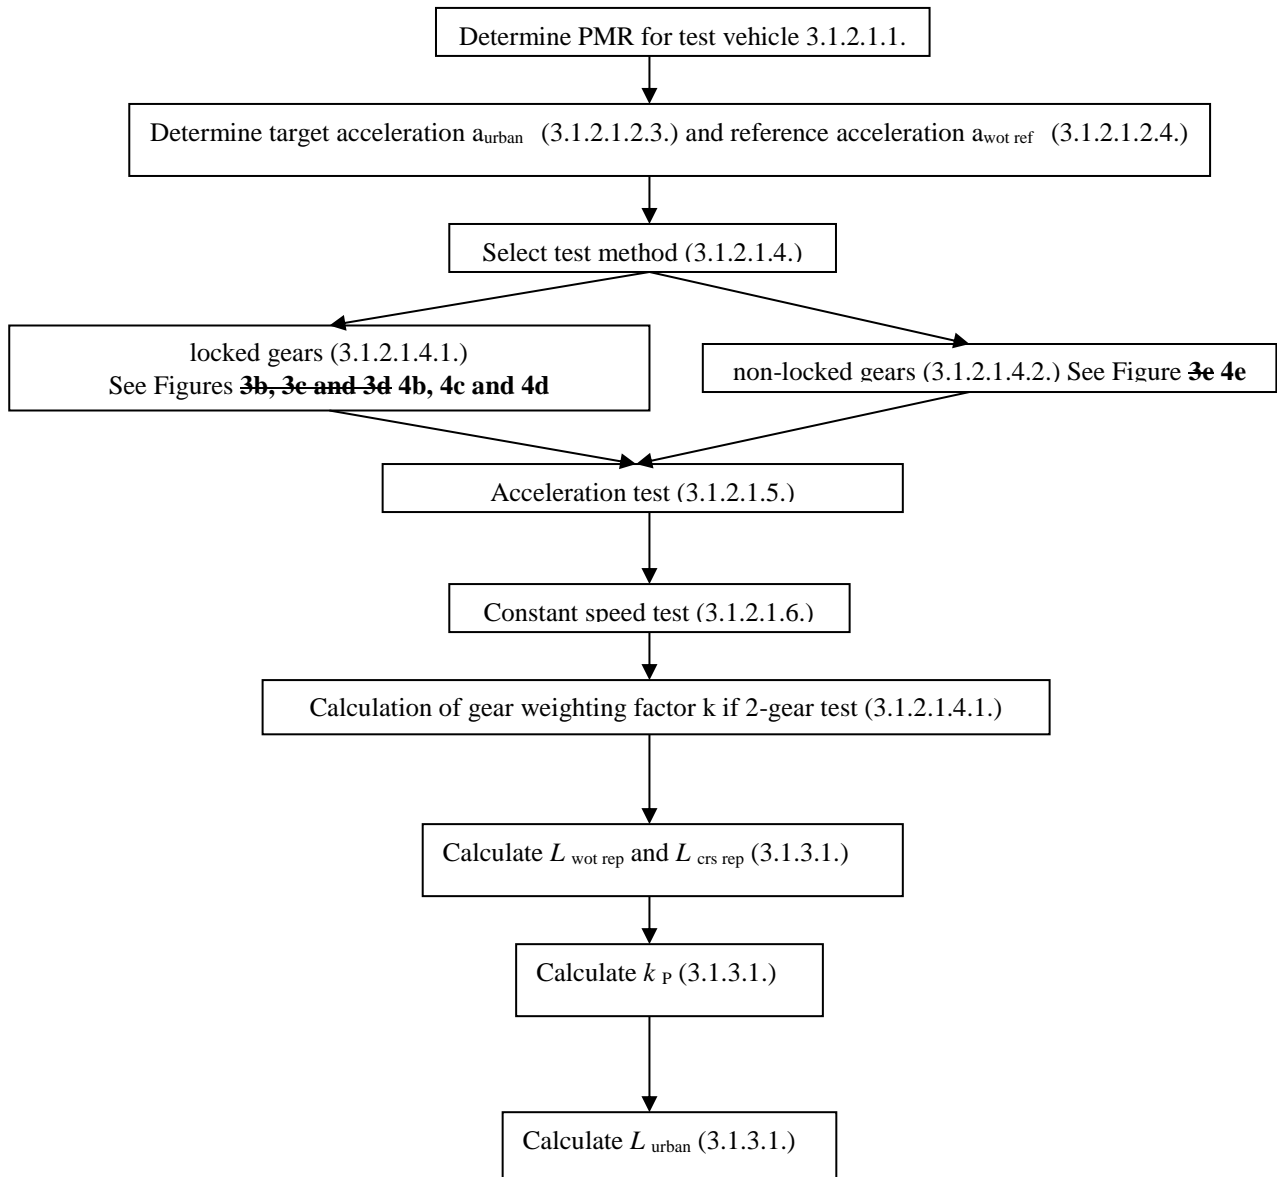 Determine PMR for test vehicle 3.1.2.1.1.
Determine target acceleration a urban (3.1.2.1.2.3.) and reference acceleration a wot ref (3.1.2.1.2.4.)
Select test method (3.1.2.1.4.)
locked gears (3.1.2.1.4.1.)
See Figures 3b, 3c and 3d 4b, 4c and 4d
non-locked gears (3.1.2.1.4.2.) See Figure 3e 4e
Acceleration test (3.1.2.1.5.)
Constant speed test (3.1.2.1.6.)
Calculation of gear weighting factor k if 2-gear test (3.1.2.1.4.1.)
Calculate L wot rep and L crs rep (3.1.3.1.)
Calculate k P (3.1.3.1.)
Calculate L urban (3.1.3.1.)